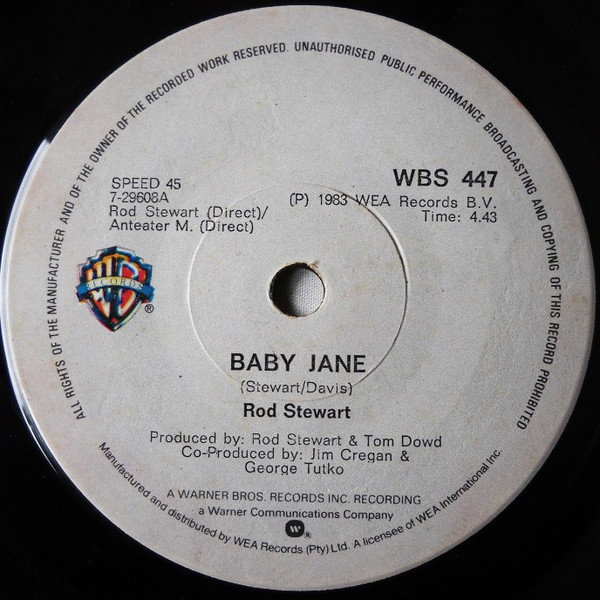 ALL RIGHTS OF THE MANUFACTURER AND OF THE OWNER OF THE RECORDED WORK RESERVED. UNAUTHORISED PUBLIC PERFORMANCE BROADCASTING AND COPYING OF THIS RECORD PROHIBITED
SPEED 45
7-29608A
Rod Stewart (Direct)/
Anteater M. (Direct)
WBS 447
(P) 1983 WEA Records B.V.
Time: 4.43
WB
RECORDS
®
BABY JANE
(Stewart/Davis)
Rod Stewart
Produced by: Rod Stewart & Tom Dowd
Co-Produced by: Jim Cregan &
George Tutko
A WARNER BROS. RECORDS INC. RECORDING
a Warner Communications Company
W ®
Manufactured and distributed by WEA Records (Pty) Ltd. A licensee of WEA International Inc.